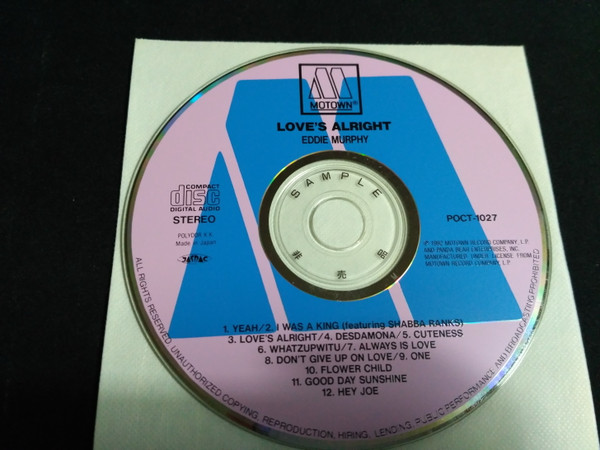 MOTOWN®
LOVE'S ALRIGHT
EDDIE MURPHY
SAMPLE
非売品
COMPACT
disc
DIGITAL AUDIO
STEREO
POLYDOR K.K.
Made in Japan
JASRAC
POCT-1027
℗ 1992 MOTOWN RECORD COMPANY, L.P.
AND PANDA BEAR ENTERPRISES, INC.
MANUFACTURED UNDER LICENSE FROM
MOTOWN RECORD COMPANY, L.P.
1. YEAH/2. I WAS A KING (featuring SHABBA RANKS)
3. LOVE'S ALRIGHT/4. DESDAMONA/5. CUTENESS
6. WHATZUPWITU/7. ALWAYS IS LOVE
8. DON'T GIVE UP ON LOVE/9. ONE
10. FLOWER CHILD
11. GOOD DAY SUNSHINE
12. HEY JOE
ALL RIGHTS RESERVED. UNAUTHORIZED COPYING, REPRODUCTION, HIRING, LENDING, PUBLIC PERFORMANCE AND BROADCASTING PROHIBITED